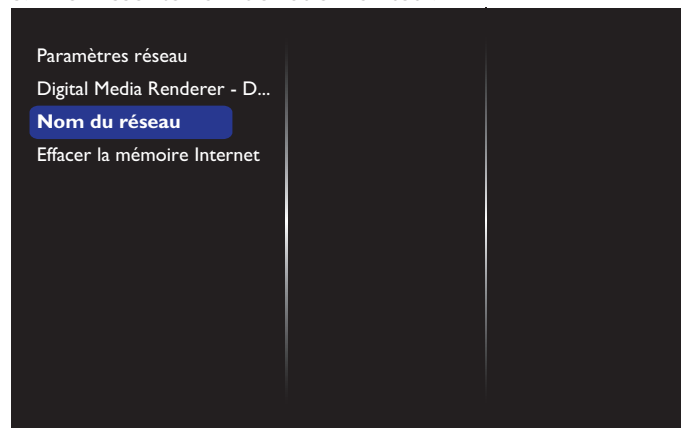 Paramètres réseau
Digital Media Renderer - D...
Nom du réseau
Effacer la mémoire Internet